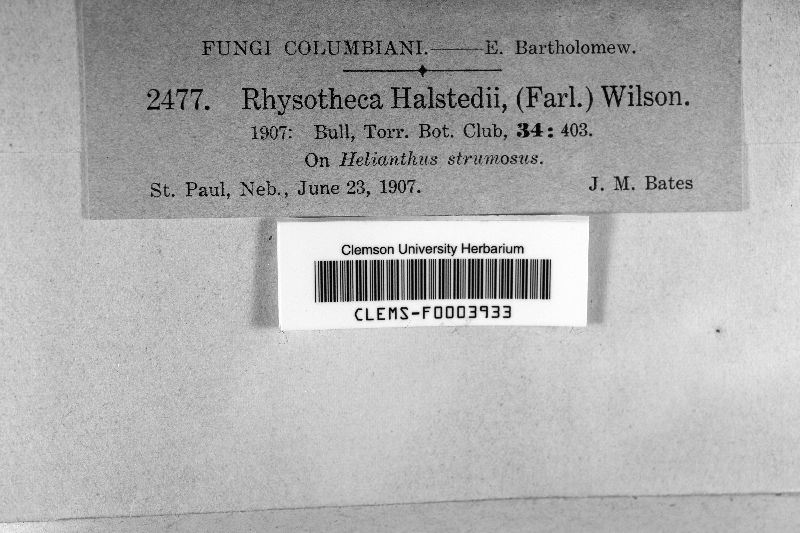 FUNGI COLUMBIANI.——E. Bartholomew.
2477. Rhysotheca Halstedii, (Farl.) Wilson.
1907: Bull, Torr. Bot. Club, 34: 403.
On Helianthus strumosus.
St. Paul, Neb., June 23, 1907. J. M. Bates
Clemson University Herbarium
CLEMS-F0003933